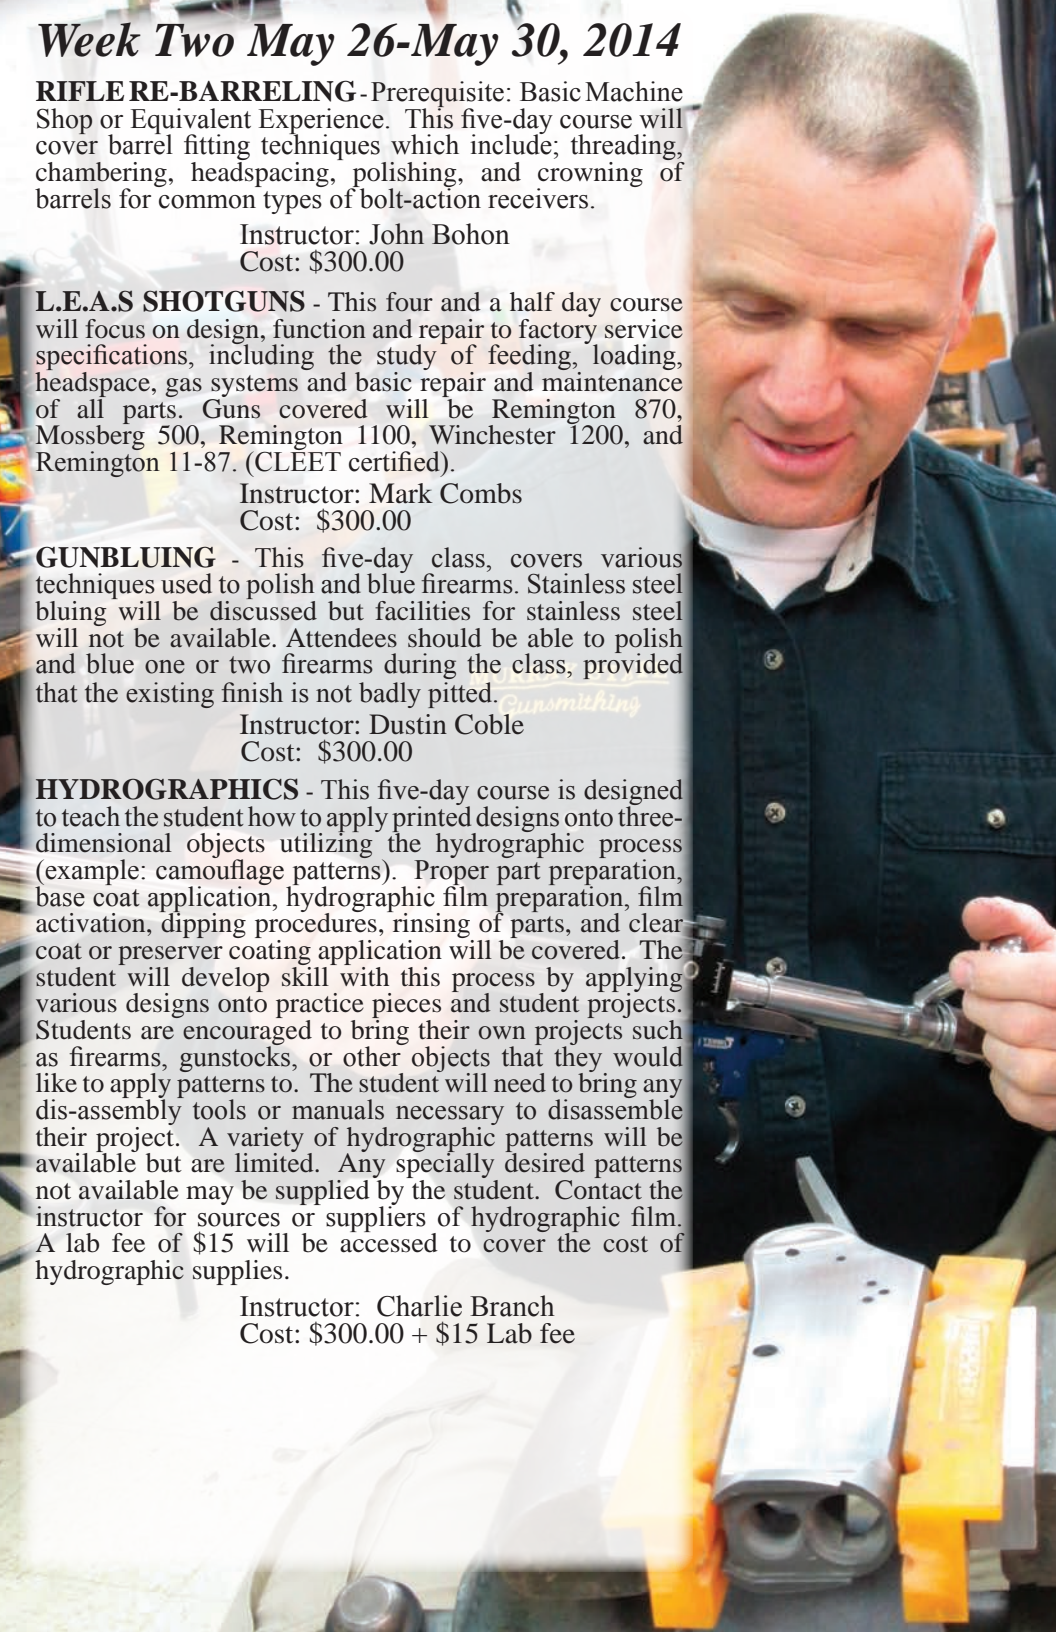 Week Two May 26-May 30, 2014
RIFLE RE-BARRELING - Prerequisite: Basic Machine
Shop or Equivalent Experience.  This five-day course will
cover barrel fitting techniques which include; threading,
chambering, headspacing, polishing, and crowning of
barrels for common types of bolt-action receivers.
Instructor: John Bohon
Cost: $300.00
L.E.A.S SHOTGUNS - This four and a half day course
will focus on design, function and repair to factory service
specifications, including the study of feeding, loading,
headspace, gas systems and basic repair and maintenance
of all parts. Guns covered will be Remington 870,
Mossberg 500, Remington 1100, Winchester 1200, and
Remington 11-87. (CLEET certified).
Instructor: Mark Combs
Cost:  $300.00
GUNBLUING - This five-day class, covers various
techniques used to polish and blue firearms. Stainless steel
bluing will be discussed but facilities for stainless steel
will not be available. Attendees should be able to polish
and blue one or two firearms during the class, provided
that the existing finish is not badly pitted.
MURRAY STATE
Gunsmithing
Instructor: Dustin Coble
Cost:  $300.00
HYDROGRAPHICS - This five-day course is designed
to teach the student how to apply printed designs onto three-
dimensional objects utilizing the hydrographic process
(example: camouflage patterns).  Proper part preparation,
base coat application, hydrographic film preparation, film
activation, dipping procedures, rinsing of parts, and clear
coat or preserver coating application will be covered.  The
student will develop skill with this process by applying
various designs onto practice pieces and student projects.
Students are encouraged to bring their own projects such
as firearms, gunstocks, or other objects that they would
like to apply patterns to.  The student will need to bring any
dis-assembly tools or manuals necessary to disassemble
their project.  A variety of hydrographic patterns will be
available but are limited.  Any specially desired patterns
not available may be supplied by the student.  Contact the
instructor for sources or suppliers of hydrographic film.
A lab fee of $15 will be accessed to cover the cost of
hydrographic supplies.
Instructor:  Charlie Branch
Cost: $300.00 + $15 Lab fee